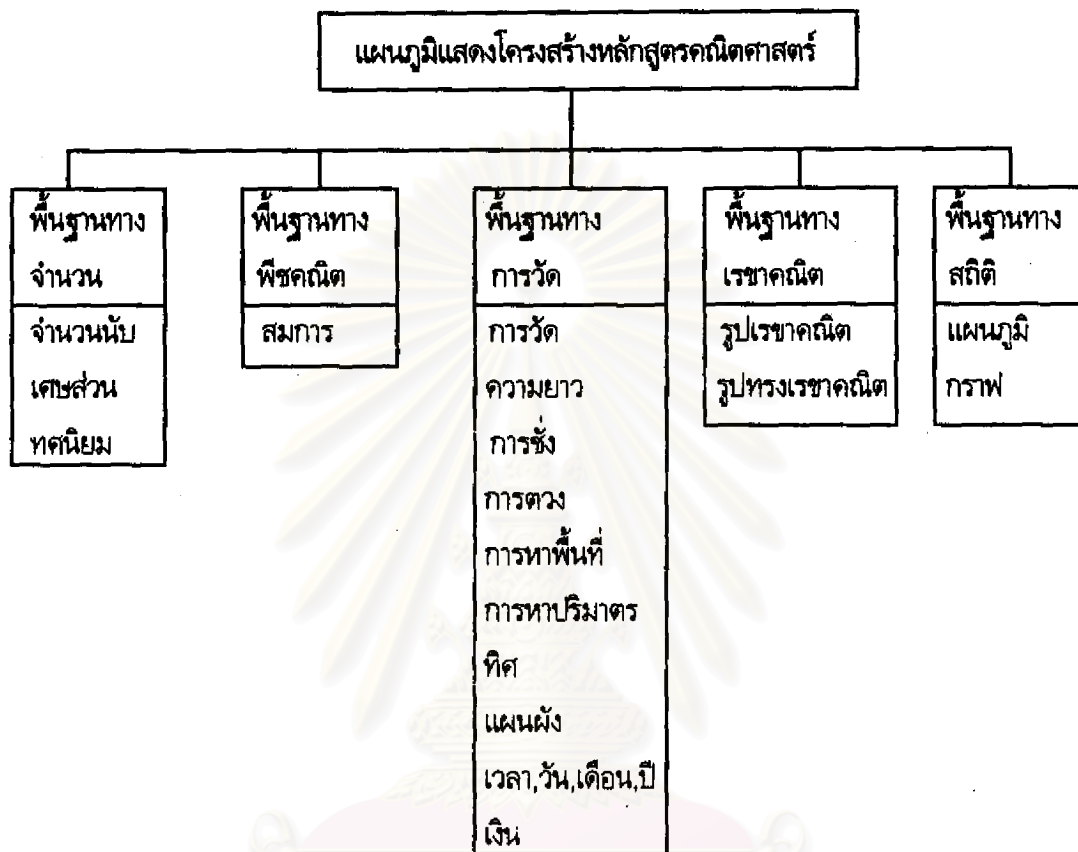 แผนภูมิแสดงโครงสร้างหลักสูตรคณิตศาสตร์
พื้นฐานทาง
จำนวน
จำนวนนับ
เศษส่วน
ทศนิยม
พื้นฐานทาง
พีชคณิต
สมการ
พื้นฐานทาง
การวัด
การวัด
ความยาว
การชั่ง
การตวง
การหาพื้นที่
การหาปริมาตร
ทิศ
แผนผัง
เวลา,วัน,เดือน,ปี
เงิน
พื้นฐานทาง
เรขาคณิต
รูปเรขาคณิต
รูปทรงเรขาคณิต
พื้นฐานทาง
สถิติ
แผนภูมิ
กราฟ